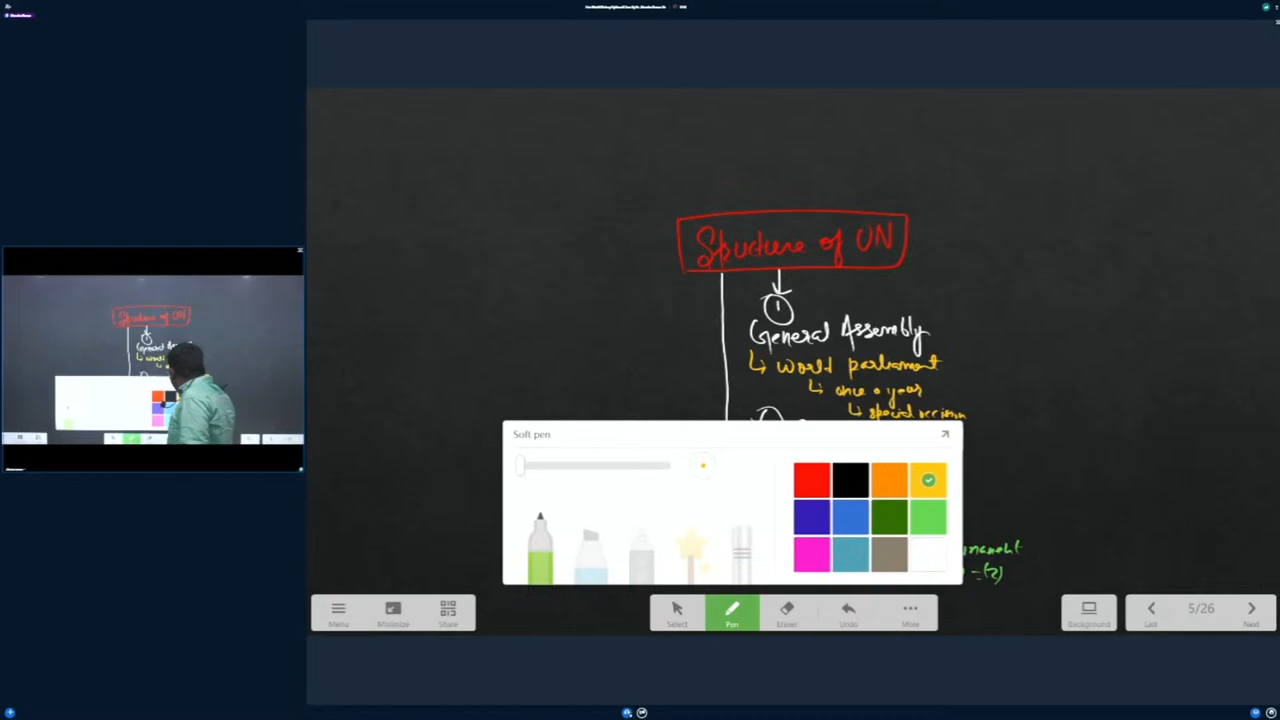 Structure of UN
1
General Assembly
↳ World parliament
↳ once a year
↳ special session
Soft pen
(2)
Menu
Minimize
Share
Select
Pen
Eraser
Undo
More
Background
Last
5/26
Next